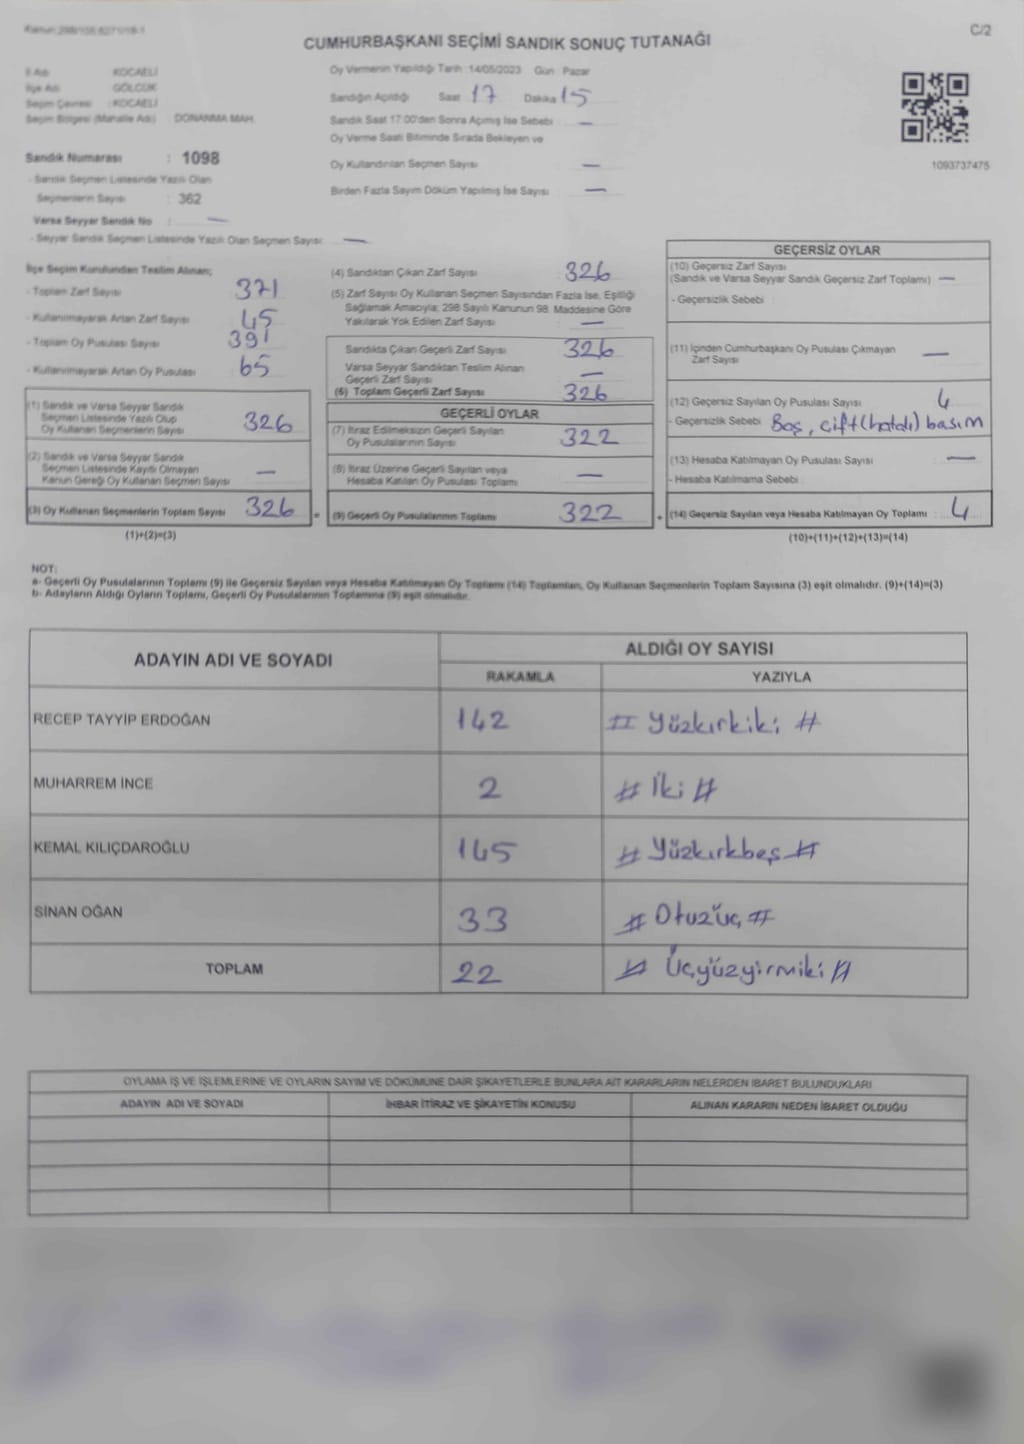 Kanun:298/105,6271/18-1
C/2
CUMHURBAŞKANI SEÇİMİ SANDIK SONUÇ TUTANAĞI
İl Adı KOCAELİ
İlçe Adı GÖLCÜK
Seçim Çevresi : KOCAELİ
Seçim Bölgesi (Mahalle Adı) DONANMA MAH.
Oy Vermenin Yapıldığı Tarih :14/05/2023 Gün : Pazar
Sandığın Açıldığı Saat 17 Dakika 15
Sandık Saat 17.00'den Sonra Açımış İse Sebebi —
Oy Verme Saati Bitiminde Sırada Bekleyen ve
Oy Kullandırılan Seçmen Sayısı —
Birden Fazla Sayım Döküm Yapılmış İse Sayısı —
1093737475
Sandık Numarası : 1098
- Sandık Seçmen Listesinde Yazılı Olan
Seçmenlerin Sayısı : 362
Varsa Seyyar Sandık No : —
- Seyyar Sandık Seçmen Listesinde Yazılı Olan Seçmen Sayısı: —
İlçe Seçim Kurulundan Teslim Alınan;
- Toplam Zarf Sayısı 371
- Kullanılmayarak Artan Zarf Sayısı 45
- Toplam Oy Pusulası Sayısı 391
- Kullanılmayarak Artan Oy Pusulası 65
(1) Sandık ve Varsa Seyyar Sandık
Seçmen Listesinde Yazılı Olup
Oy Kullanan Seçmenlerin Sayısı 326
(2) Sandık ve Varsa Seyyar Sandık
Seçmen Listesinde Kayıtlı Olmayan
Kanun Gereği Oy Kullanan Seçmen Sayısı —
(3) Oy Kullanan Seçmenlerin Toplam Sayısı 326 =
(1)+(2)=(3)
(4) Sandıktan Çıkan Zarf Sayısı 326
(5) Zarf Sayısı Oy Kullanan Seçmen Sayısından Fazla İse, Eşitliği
Sağlamak Amacıyla; 298 Sayılı Kanunun 98. Maddesine Göre
Yakılarak Yok Edilen Zarf Sayısı —
Sandıkta Çıkan Geçerli Zarf Sayısı 326
Varsa Seyyar Sandıktan Teslim Alınan
Geçerli Zarf Sayısı —
(6) Toplam Geçerli Zarf Sayısı 326
GEÇERLİ OYLAR
(7) İtiraz Edilmeksizin Geçerli Sayılan
Oy Pusulalarının Sayısı 322
(8) İtiraz Üzerine Geçerli Sayılan veya
Hesaba Katılan Oy Pusulası Toplamı —
(9) Geçerli Oy Pusulalarının Toplamı 322 +
GEÇERSİZ OYLAR
(10) Geçersiz Zarf Sayısı
(Sandık ve Varsa Seyyar Sandık Geçersiz Zarf Toplamı) —
- Geçersizlik Sebebi :
(11) İçinden Cumhurbaşkanı Oy Pusulası Çıkmayan
Zarf Sayısı —
(12) Geçersiz Sayılan Oy Pusulası Sayısı 4
- Geçersizlik Sebebi Boş, çift(hatalı) basım
(13) Hesaba Katılmayan Oy Pusulası Sayısı —
- Hesaba Katılmama Sebebi :
(14) Geçersiz Sayılan veya Hesaba Katılmayan Oy Toplamı : 4
(10)+(11)+(12)+(13)=(14)
NOT:
a- Geçerli Oy Pusulalarının Toplamı (9) ile Geçersiz Sayılan veya Hesaba Katılmayan Oy Toplamı (14) Toplamları, Oy Kullanan Seçmenlerin Toplam Sayısına (3) eşit olmalıdır. (9)+(14)=(3)
b- Adayların Aldığı Oyların Toplamı, Geçerli Oy Pusulalarının Toplamına (9) eşit olmalıdır.
ADAYIN ADI VE SOYADI ALDIĞI OY SAYISI
RAKAMLA YAZIYLA
RECEP TAYYİP ERDOĞAN 142 # Yüzkırkiki #
MUHARREM İNCE 2 # İki #
KEMAL KILIÇDAROĞLU 145 # Yüzkırkbeş #
SİNAN OĞAN 33 # Otuzüç #
TOPLAM 22 # Üçyüzyirmiki #
OYLAMA İŞ VE İŞLEMLERİNE VE OYLARIN SAYIM VE DÖKÜMÜNE DAİR ŞİKAYETLERLE BUNLARA AİT KARARLARIN NELERDEN İBARET BULUNDUKLARI
ADAYIN ADI VE SOYADI İHBAR İTİRAZ VE ŞİKAYETİN KONUSU ALINAN KARARIN NEDEN İBARET OLDUĞU